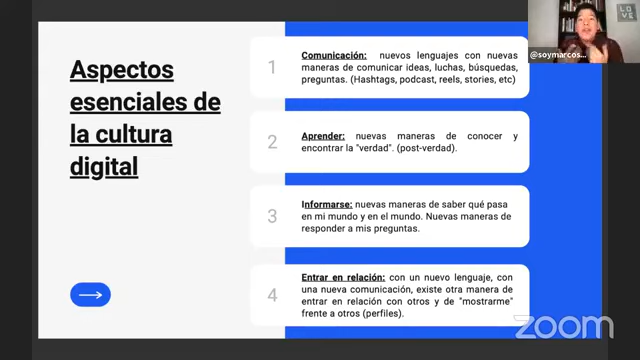 Aspectos
esenciales de
la cultura
digital
1
Comunicación: nuevos lenguajes con nuevas
maneras de comunicar ideas, luchas, búsquedas,
preguntas. (Hashtags, podcast, reels, stories, etc)
2
Aprender: nuevas maneras de conocer y
encontrar la "verdad". (post-verdad).
3
Informarse: nuevas maneras de saber qué pasa
en mi mundo y en el mundo. Nuevas maneras de
responder a mis preguntas.
4
Entrar en relación: con un nuevo lenguaje, con
una nueva comunicación, existe otra manera de
entrar en relación con otros y de "mostrarme"
frente a otros (perfiles).
LOVE
@soymarcos...
zoom